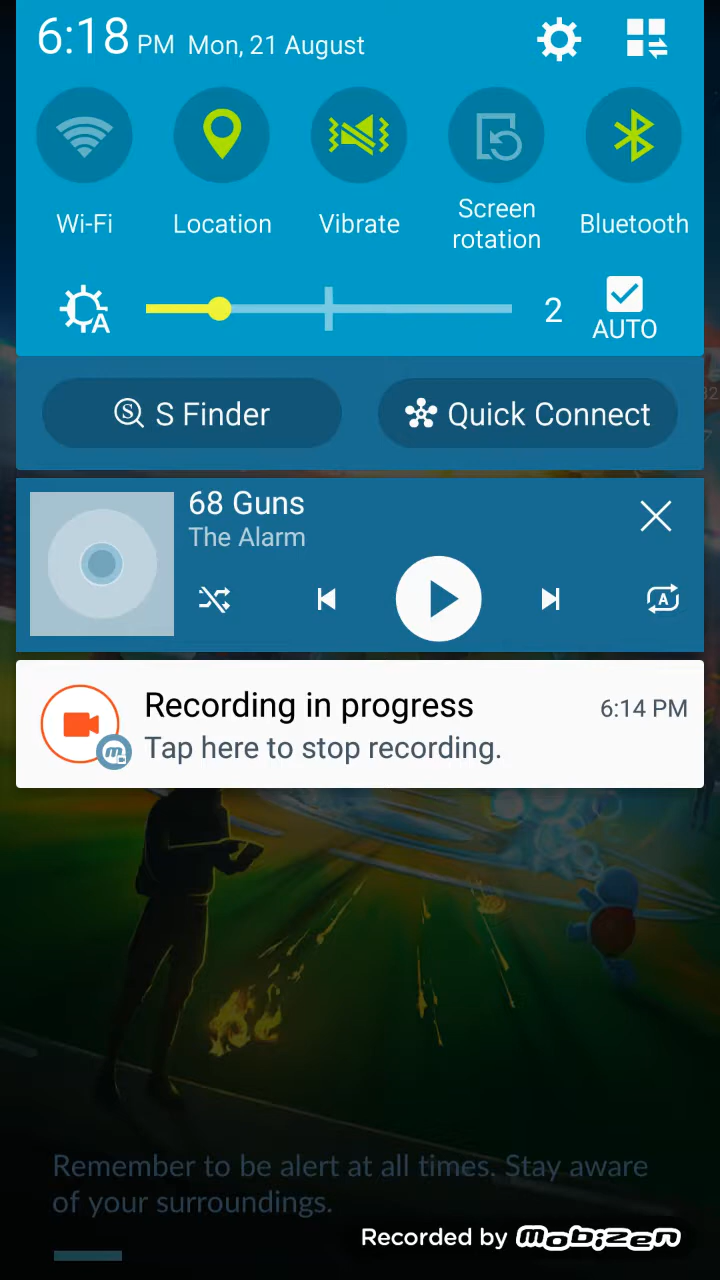 6:18 PM Mon, 21 August
Wi-Fi
Location
Vibrate
Screen
rotation
Bluetooth
A
2
AUTO
S
S Finder
Quick Connect
68 Guns
The Alarm
A
Recording in progress
6:14 PM
m
Tap here to stop recording.
Remember to be alert at all times. Stay aware
of your surroundings.
Recorded by mobizen